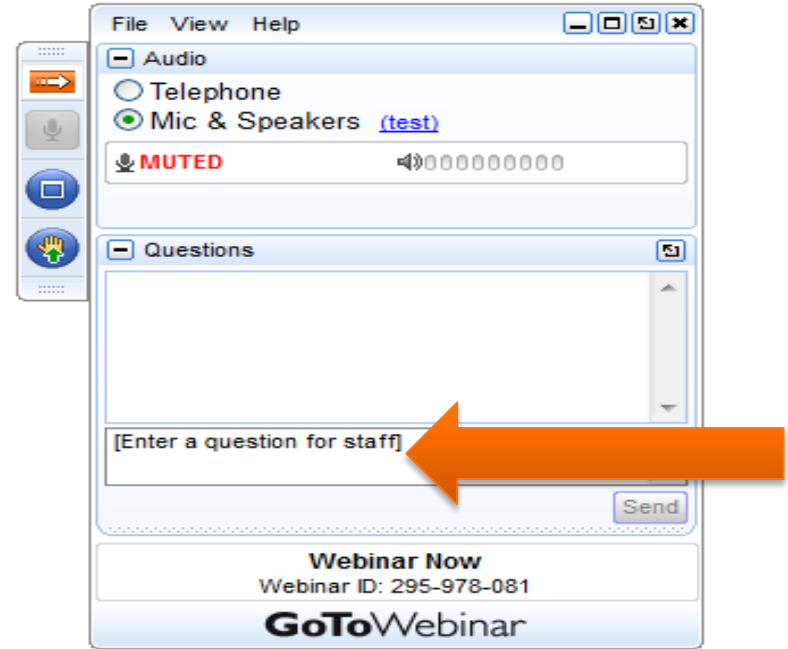 File View Help
Audio
Telephone
Mic & Speakers (test)
MUTED
Questions
[Enter a question for staff]
Send
Webinar Now
Webinar ID: 295-978-081
GoToWebinar